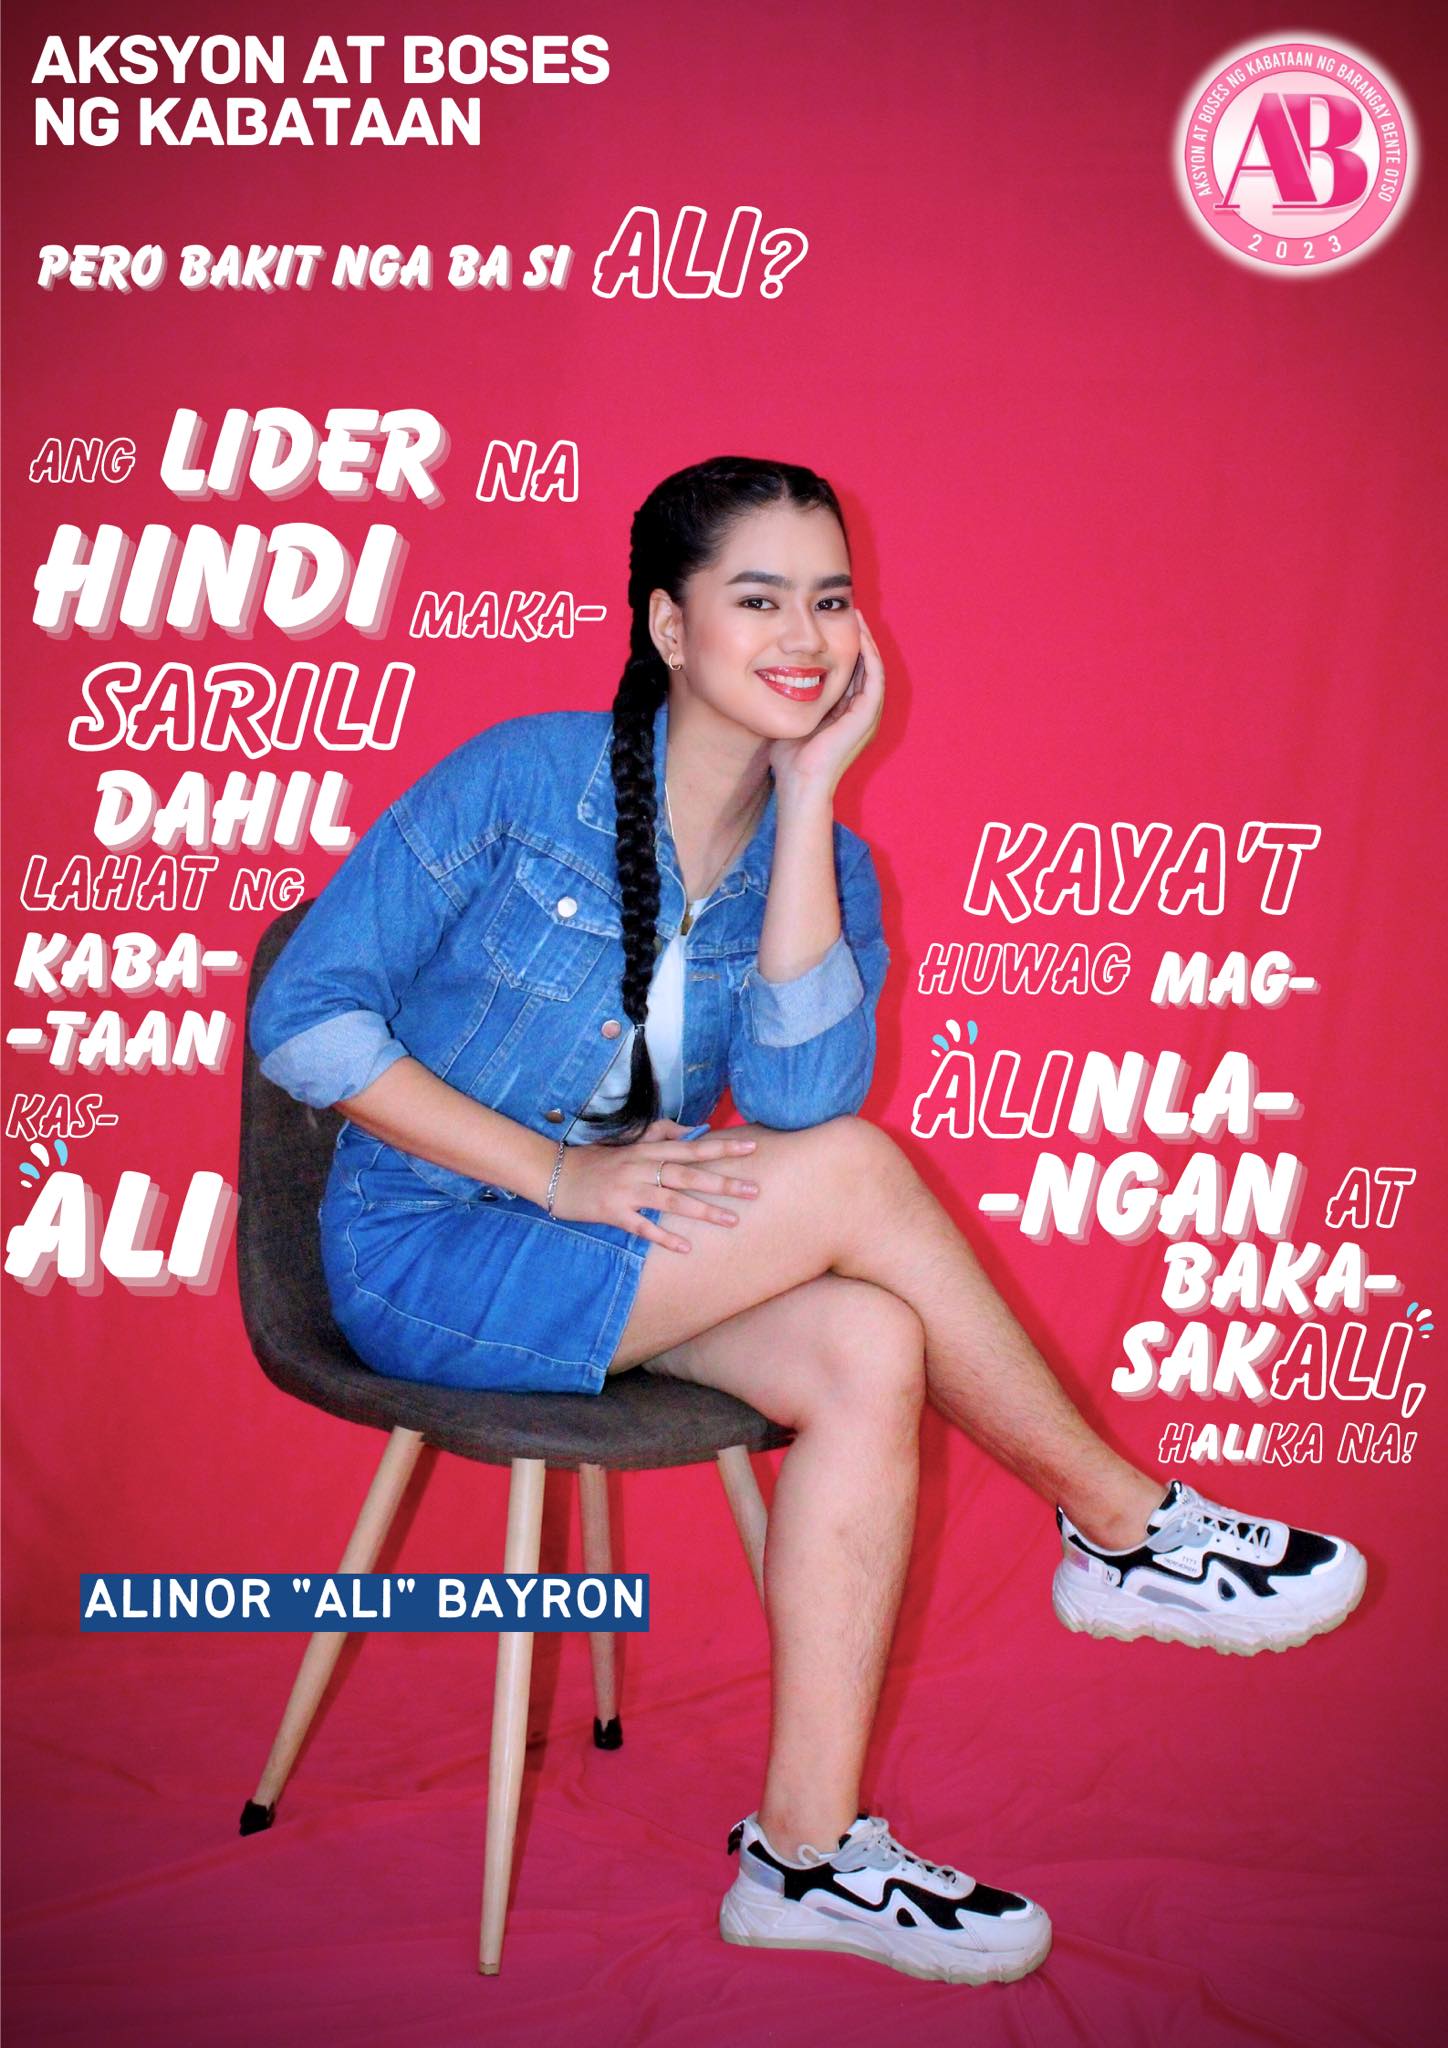 AKSYON AT BOSES
NG KABATAAN
AKSYON AT BOSES NG KABATAAN NG BARANGAY BENTE OTSO
AB
2023
PERO BAKIT NGA BA SI ALI?
ANG LIDER NA
HINDI MAKA-
SARILI
DAHIL
LAHAT NG
KABA-
-TAAN
KAS-
ALI
KAYA'T
HUWAG MAG-
ALINLA-
-NGAN AT
BAKA-
SAKALI,
HALIKA NA!
ALINOR "ALI" BAYRON